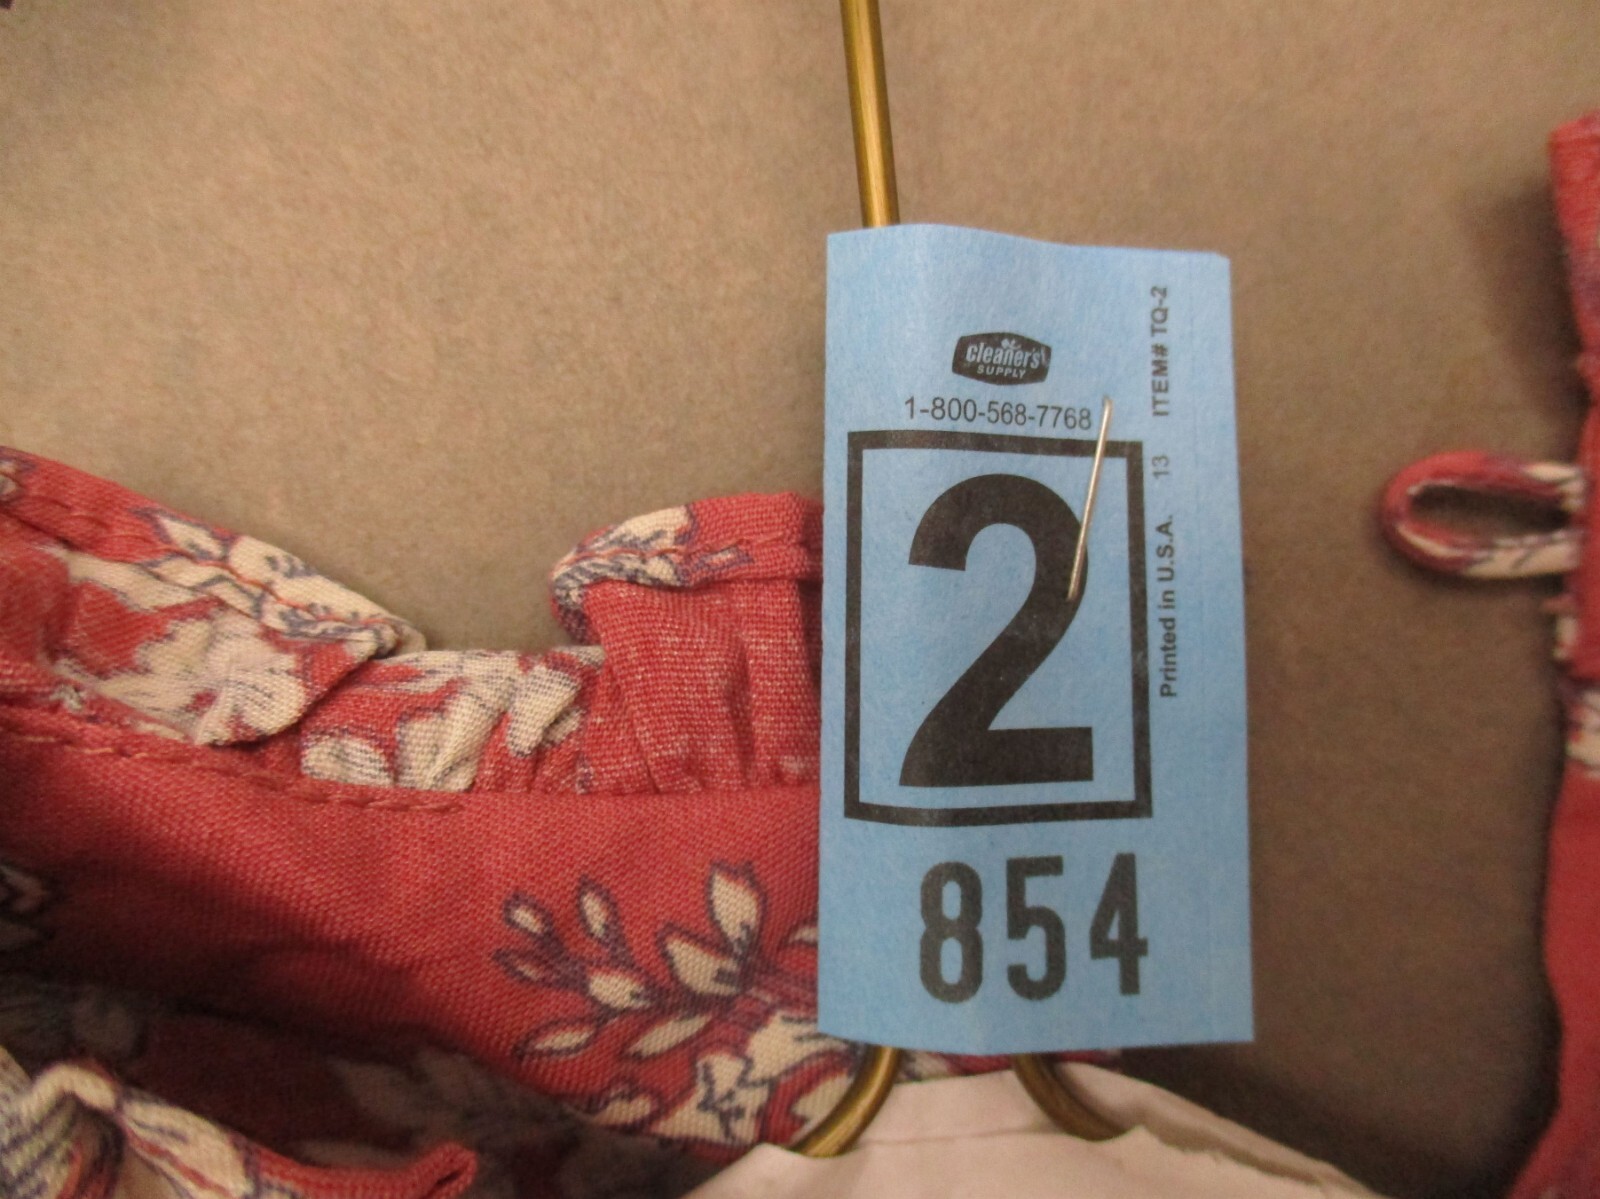 cleaner's
SUPPLY
1-800-568-7768
2
854
Printed in U.S.A. 13 ITEM# TQ-2